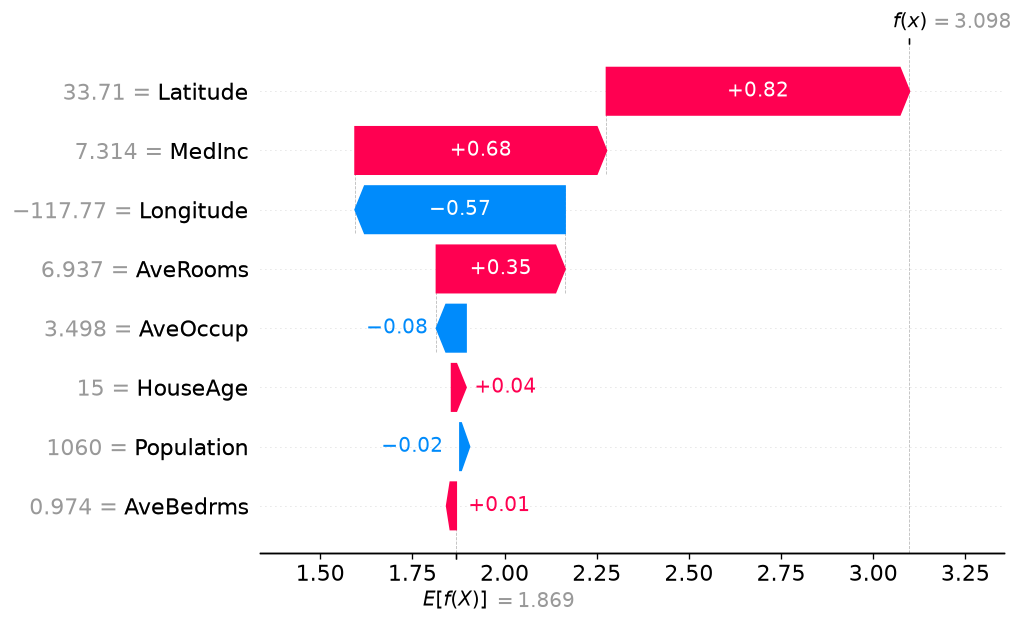 f(x) = 3.098
33.71 = Latitude
+0.82
7.314 = MedInc
+0.68
−117.77 = Longitude
−0.57
6.937 = AveRooms
+0.35
3.498 = AveOccup
−0.08
15 = HouseAge
+0.04
1060 = Population
−0.02
0.974 = AveBedrms
+0.01
1.50 1.75 2.00 2.25 2.50 2.75 3.00 3.25
E[f(X)] = 1.869